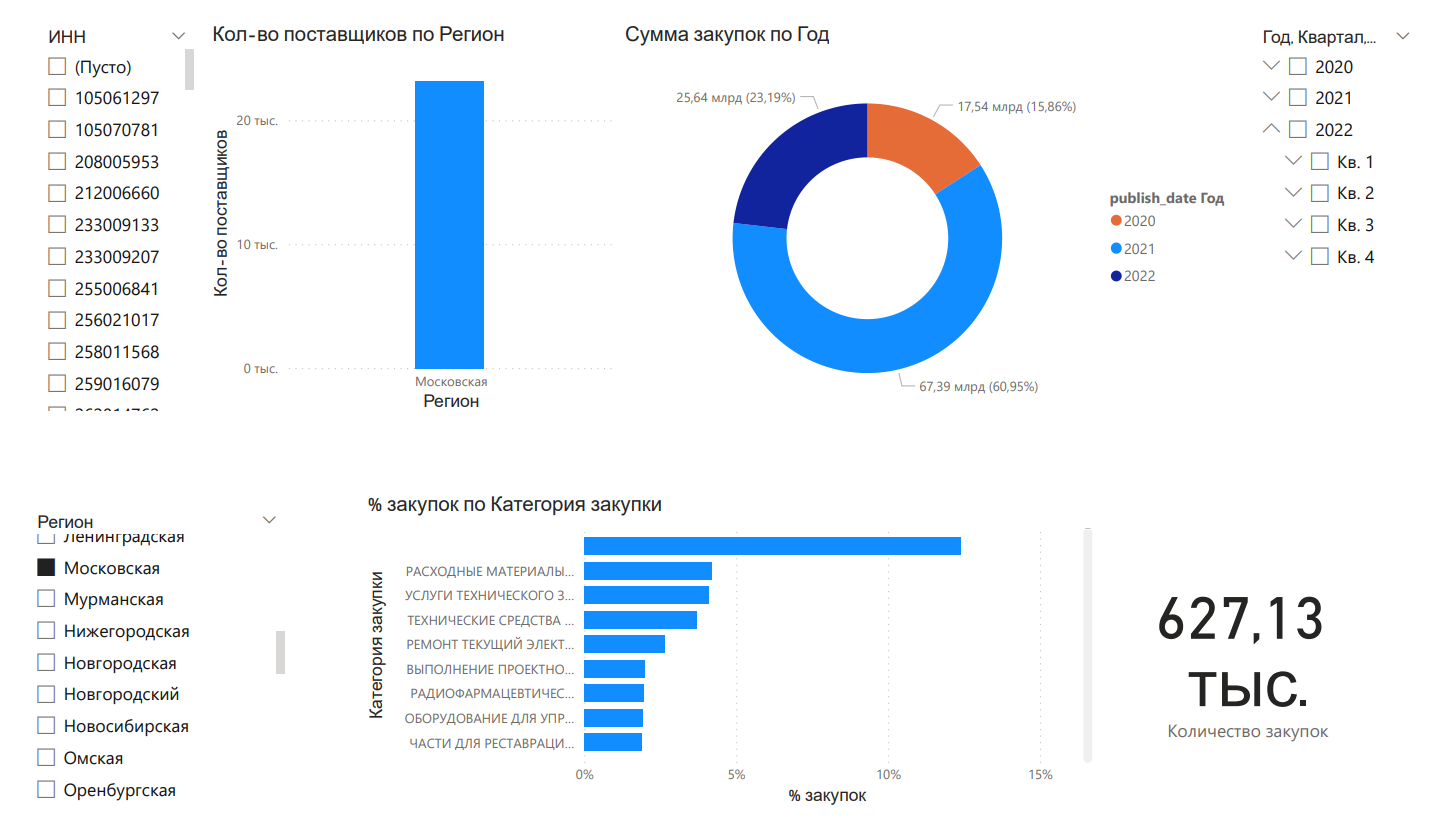 ИНН
(Пусто)
105061297
105070781
208005953
212006660
233009133
233009207
255006841
256021017
258011568
259016079
Кол-во поставщиков по Регион
Кол-во поставщиков
20 тыс.
10 тыс.
0 тыс.
Московская
Регион
Сумма закупок по Год
25,64 млрд (23,19%)
17,54 млрд (15,86%)
67,39 млрд (60,95%)
publish_date Год
2020
2021
2022
Год, Квартал,...
2020
2021
2022
Кв. 1
Кв. 2
Кв. 3
Кв. 4
Регион
Ленинградская
Московская
Мурманская
Нижегородская
Новгородская
Новгородский
Новосибирская
Омская
Оренбургская
% закупок по Категория закупки
Категория закупки
РАСХОДНЫЕ МАТЕРИАЛЫ...
УСЛУГИ ТЕХНИЧЕСКОГО З...
ТЕХНИЧЕСКИЕ СРЕДСТВА ...
РЕМОНТ ТЕКУЩИЙ ЭЛЕКТ...
ВЫПОЛНЕНИЕ ПРОЕКТНО...
РАДИОФАРМАЦЕВТИЧЕС...
ОБОРУДОВАНИЕ ДЛЯ УПР...
ЧАСТИ ДЛЯ РЕСТАВРАЦИ...
0%
5%
10%
15%
% закупок
627,13
тыс.
Количество закупок